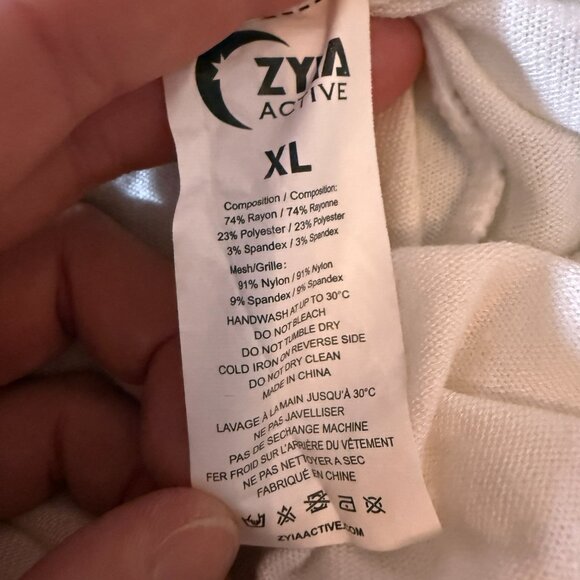 ZYIA
ACTIVE
XL
Composition / Composition:
74% Rayon / 74% Rayonne
23% Polyester / 23% Polyester
3% Spandex / 3% Spandex
Mesh/Grille:
91% Nylon / 91% Nylon
9% Spandex / 9% Spandex
HANDWASH AT UP TO 30°C
DO NOT BLEACH
DO NOT TUMBLE DRY
COLD IRON ON REVERSE SIDE
DO NOT DRY CLEAN
MADE IN CHINA
LAVAGE À LA MAIN JUSQU'À 30°C
NE PAS JAVELLISER
PAS DE SECHANGE MACHINE
FER FROID SUR L'ARRIÈRE DU VÊTEMENT
NE PAS NETTOYER A SEC
FABRIQUÉ EN CHINE
ZYIAACTIVE.COM